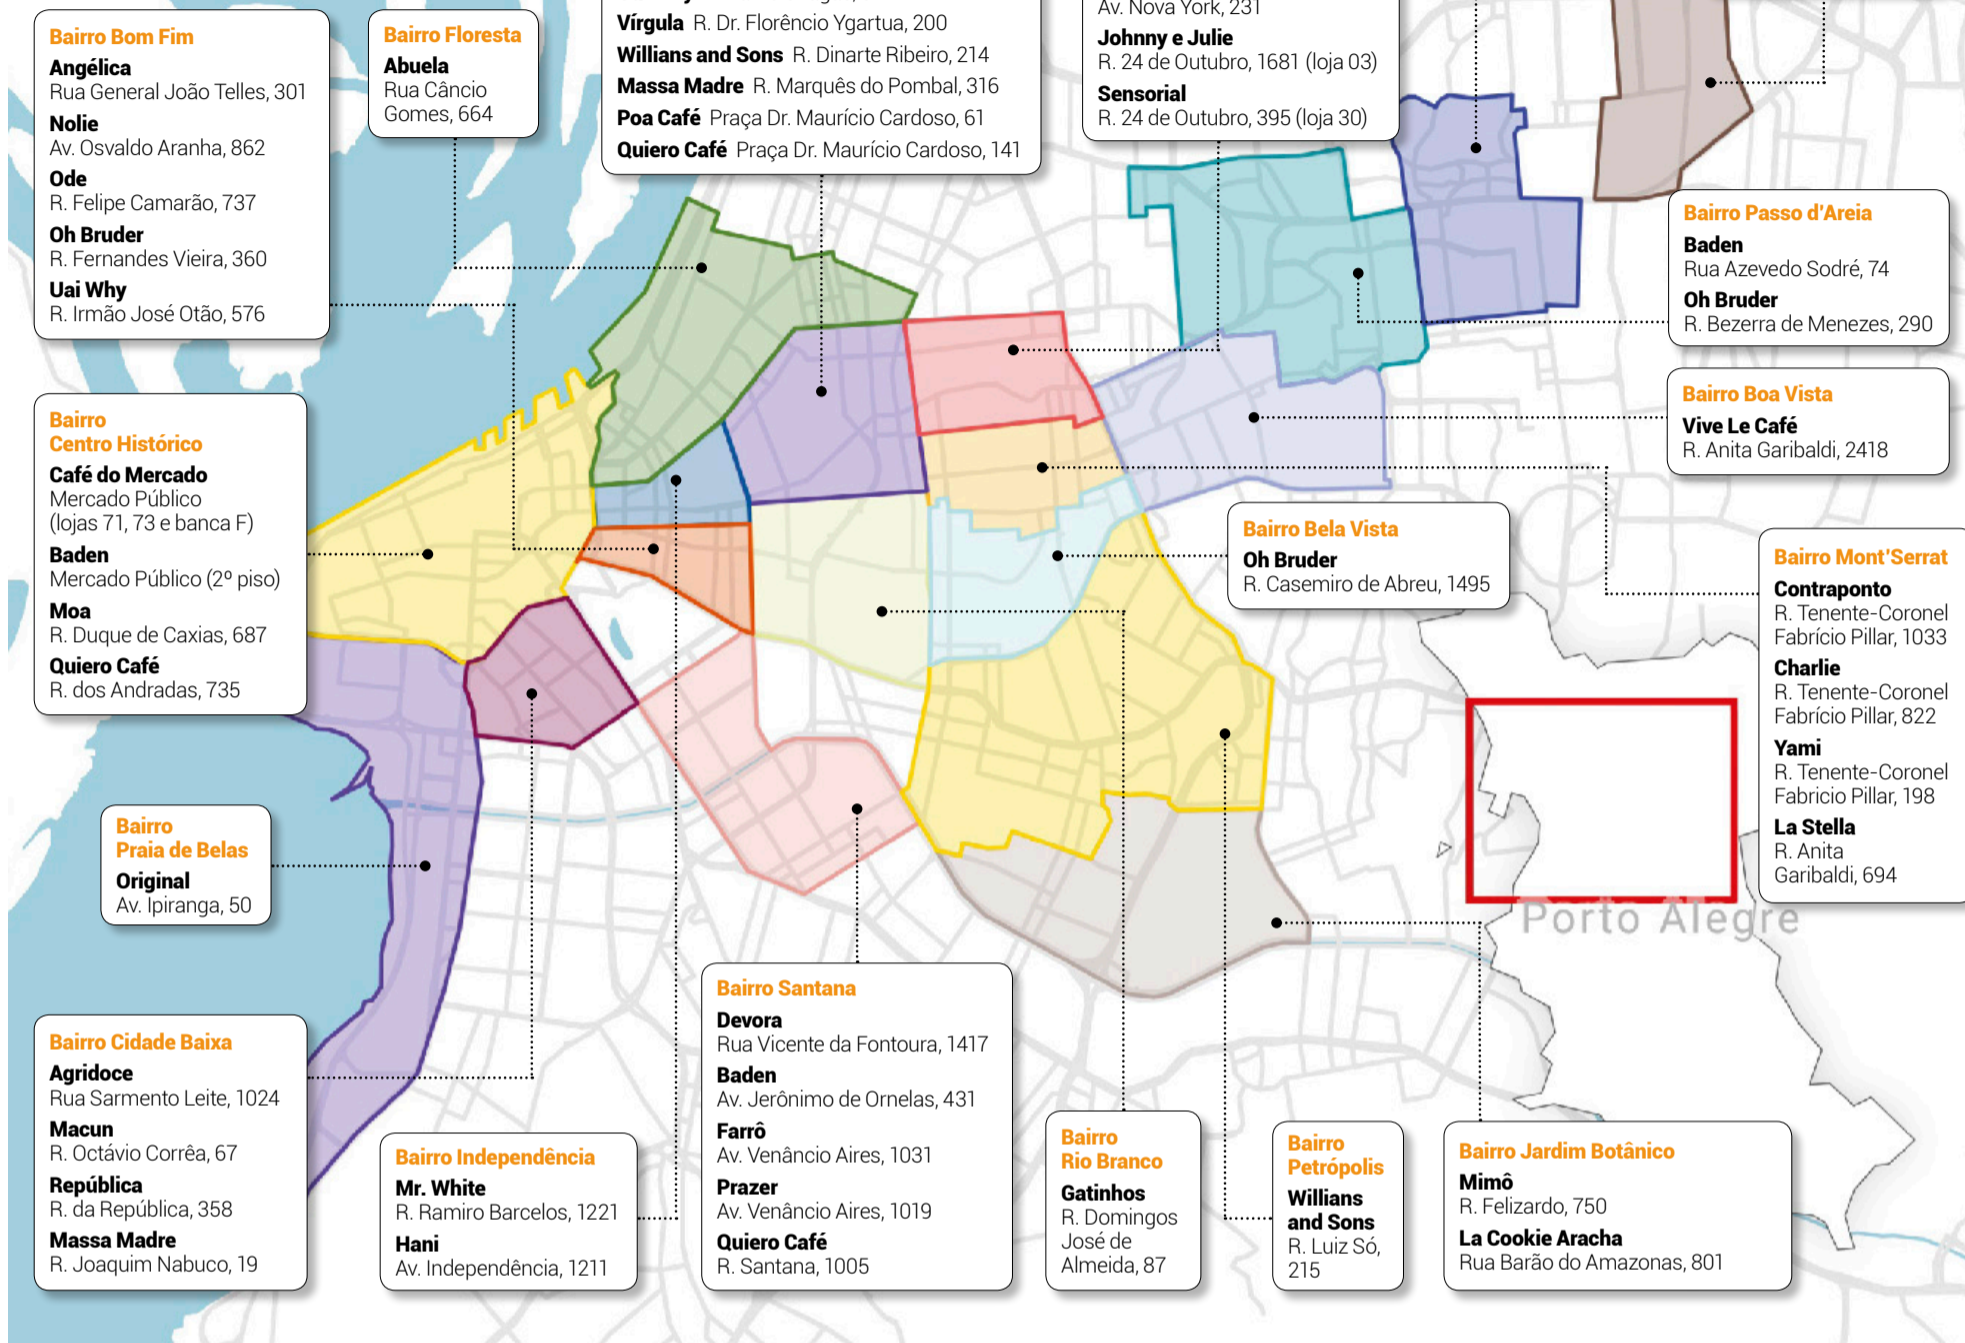 Bairro Bom Fim
Angélica
Rua General João Telles, 301
Nolie
Av. Osvaldo Aranha, 862
Ode
R. Felipe Camarão, 737
Oh Bruder
R. Fernandes Vieira, 360
Uai Why
R. Irmão José Otão, 576
Bairro Floresta
Abuela
Rua Câncio
Gomes, 664
Vírgula R. Dr. Florêncio Ygartua, 200
Willians and Sons R. Dinarte Ribeiro, 214
Massa Madre R. Marquês do Pombal, 316
Poa Café Praça Dr. Maurício Cardoso, 61
Quiero Café Praça Dr. Maurício Cardoso, 141
Av. Nova York, 231
Johnny e Julie
R. 24 de Outubro, 1681 (loja 03)
Sensorial
R. 24 de Outubro, 395 (loja 30)
Bairro Passo d'Areia
Baden
Rua Azevedo Sodré, 74
Oh Bruder
R. Bezerra de Menezes, 290
Bairro Boa Vista
Vive Le Café
R. Anita Garibaldi, 2418
Bairro
Centro Histórico
Café do Mercado
Mercado Público
(lojas 71, 73 e banca F)
Baden
Mercado Público (2º piso)
Moa
R. Duque de Caxias, 687
Quiero Café
R. dos Andradas, 735
Bairro Bela Vista
Oh Bruder
R. Casemiro de Abreu, 1495
Bairro Mont'Serrat
Contraponto
R. Tenente-Coronel
Fabrício Pillar, 1033
Charlie
R. Tenente-Coronel
Fabrício Pillar, 822
Yami
R. Tenente-Coronel
Fabricio Pillar, 198
La Stella
R. Anita
Garibaldi, 694
Porto Alegre
Bairro
Praia de Belas
Original
Av. Ipiranga, 50
Bairro Cidade Baixa
Agridoce
Rua Sarmento Leite, 1024
Macun
R. Octávio Corrêa, 67
República
R. da República, 358
Massa Madre
R. Joaquim Nabuco, 19
Bairro Independência
Mr. White
R. Ramiro Barcelos, 1221
Hani
Av. Independência, 1211
Bairro Santana
Devora
Rua Vicente da Fontoura, 1417
Baden
Av. Jerônimo de Ornelas, 431
Farrô
Av. Venâncio Aires, 1031
Prazer
Av. Venâncio Aires, 1019
Quiero Café
R. Santana, 1005
Bairro
Rio Branco
Gatinhos
R. Domingos
José de
Almeida, 87
Bairro
Petrópolis
Willians
and Sons
R. Luiz Só,
215
Bairro Jardim Botânico
Mimô
R. Felizardo, 750
La Cookie Aracha
Rua Barão do Amazonas, 801